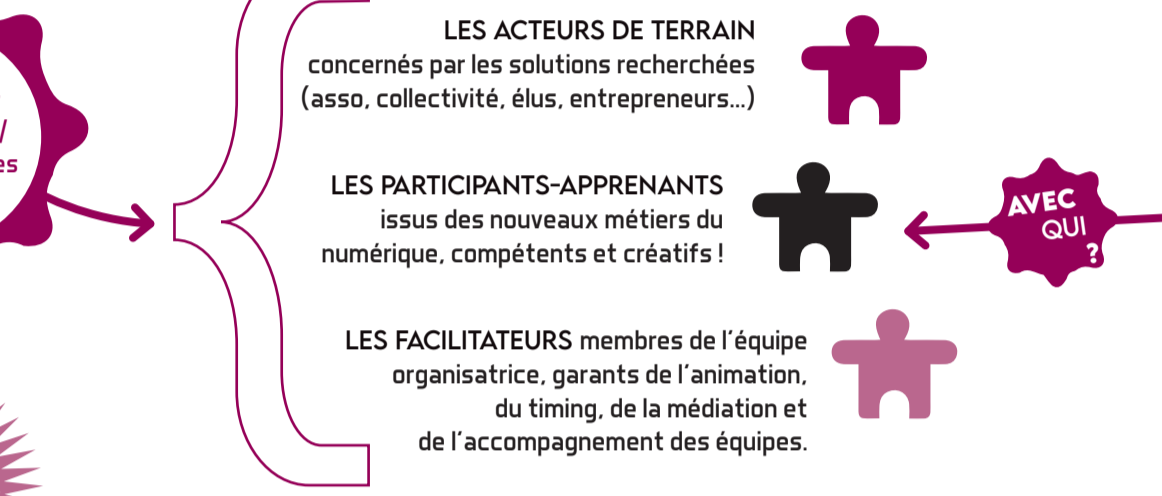 LES ACTEURS DE TERRAIN
concernés par les solutions recherchées
(asso, collectivité, élus, entrepreneurs...)
LES PARTICIPANTS-APPRENANTS
issus des nouveaux métiers du
numérique, compétents et créatifs !
AVEC
QUI
?
LES FACILITATEURS membres de l'équipe
organisatrice, garants de l'animation,
du timing, de la médiation et
de l'accompagnement des équipes.